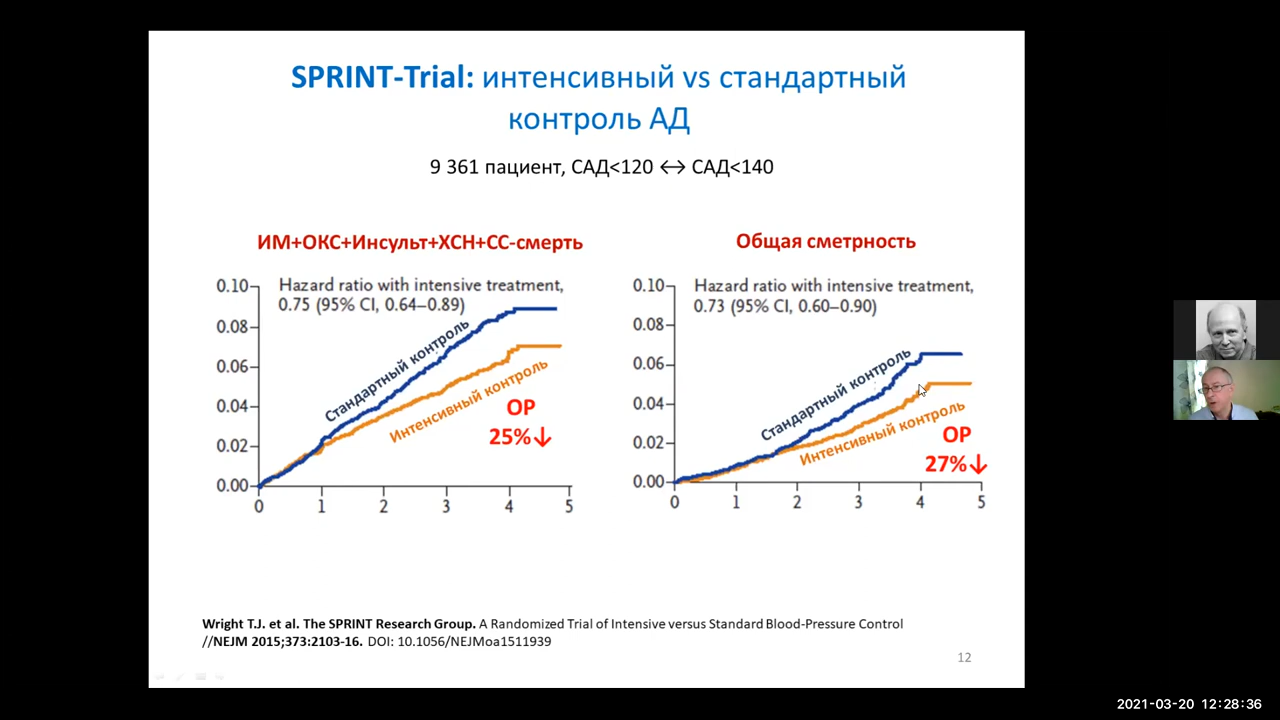 SPRINT-Trial: интенсивный vs стандартный
контроль АД
9 361 пациент, САД<120 ↔ САД<140
ИМ+ОКС+Инсульт+ХСН+СС-смерть
Hazard ratio with intensive treatment,
0.75 (95% CI, 0.64–0.89)
0.10
0.08
0.06
0.04
0.02
0.00
Стандартный контроль
Интенсивный контроль
ОР
25%↓
0 1 2 3 4 5
Общая сметрность
Hazard ratio with intensive treatment,
0.73 (95% CI, 0.60–0.90)
0.10
0.08
0.06
0.04
0.02
0.00
Стандартный контроль
Интенсивный контроль
ОР
27%↓
0 1 2 3 4 5
Wright T.J. et al. The SPRINT Research Group. A Randomized Trial of Intensive versus Standard Blood-Pressure Control
//NEJM 2015;373:2103-16. DOI: 10.1056/NEJMoa1511939
12
2021-03-20 12:28:36